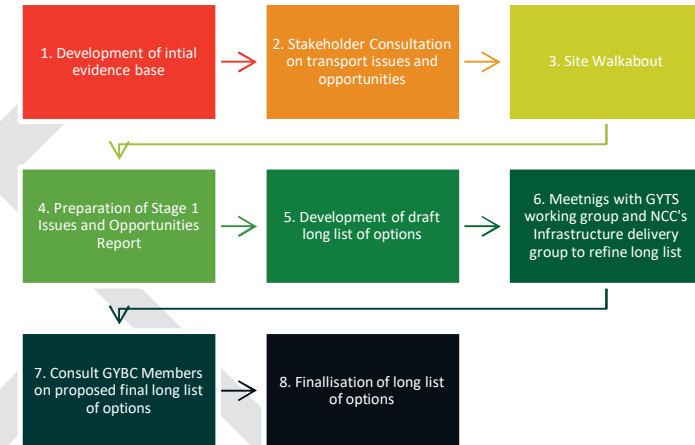 1. Development of intial
evidence base
2. Stakeholder Consultation
on transport issues and
opportunities
3. Site Walkabout
4. Preparation of Stage 1
Issues and Opportunities
Report
5. Development of draft
long list of options
6. Meetnigs with GYTS
working group and NCC's
Infrastructure delivery
group to refine long list
7. Consult GYBC Members
on proposed final long list
of options
8. Finallisation of long list
of options